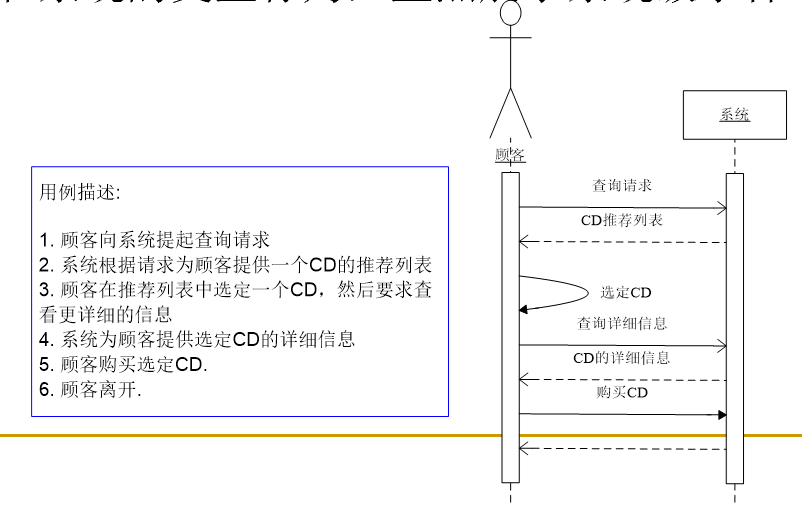 系统
顾客
用例描述:
1. 顾客向系统提起查询请求
2. 系统根据请求为顾客提供一个CD的推荐列表
3. 顾客在推荐列表中选定一个CD，然后要求查
看更详细的信息
4. 系统为顾客提供选定CD的详细信息
5. 顾客购买选定CD.
6. 顾客离开.
查询请求
CD推荐列表
选定CD
查询详细信息
CD的详细信息
购买CD